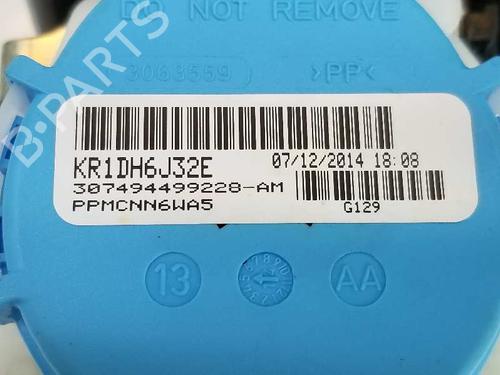 DO NOT REMOVE
3063559
>PP<
KR1DH6J32E
07/12/2014 18:08
307494499228-AM
PPMCNN6WA5
G129
13
AA
B-PARTS